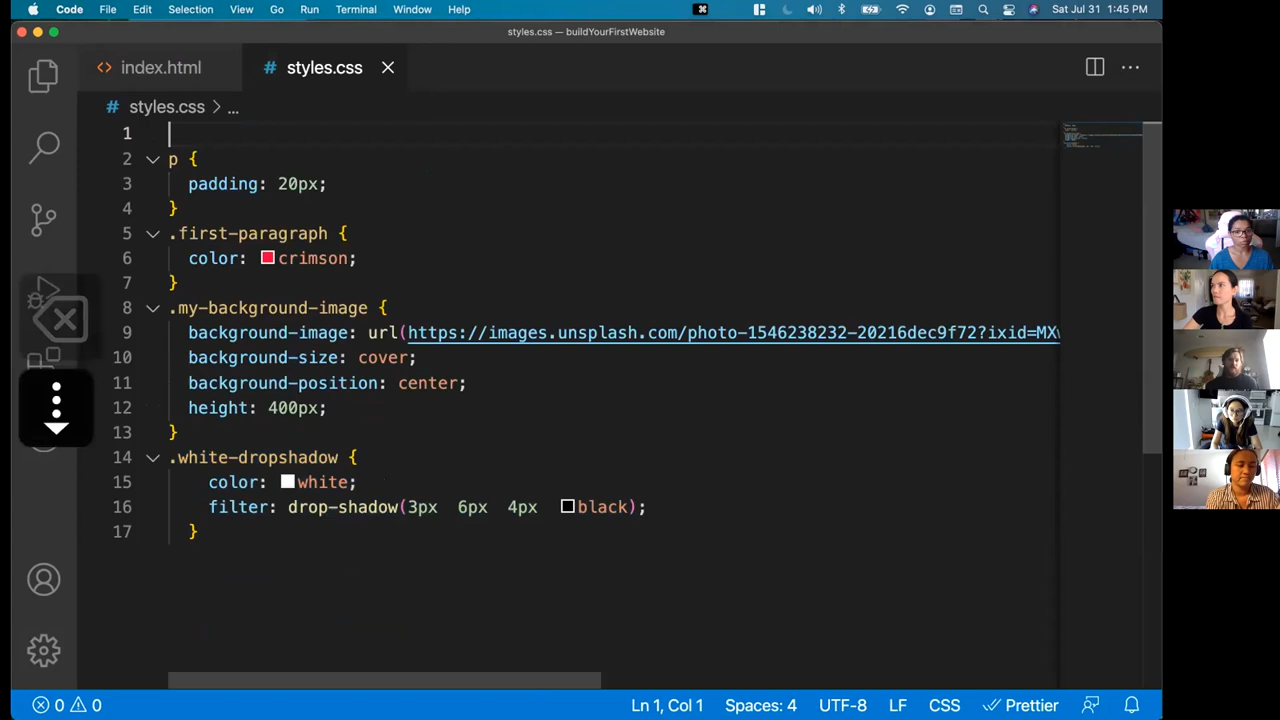 Code File Edit Selection View Go Run Terminal Window Help Sat Jul 31 1:45 PM
styles.css — buildYourFirstWebsite
<> index.html # styles.css
# styles.css > ...
1
2 p {
3 padding: 20px;
4 }
5 .first-paragraph {
6 color: crimson;
7 }
8 .my-background-image {
9 background-image: url(https://images.unsplash.com/photo-1546238232-20216dec9f72?ixid=MXw
10 background-size: cover;
11 background-position: center;
12 height: 400px;
13 }
14 .white-dropshadow {
15 color: white;
16 filter: drop-shadow(3px 6px 4px black);
17 }
0 0 Ln 1, Col 1 Spaces: 4 UTF-8 LF CSS Prettier